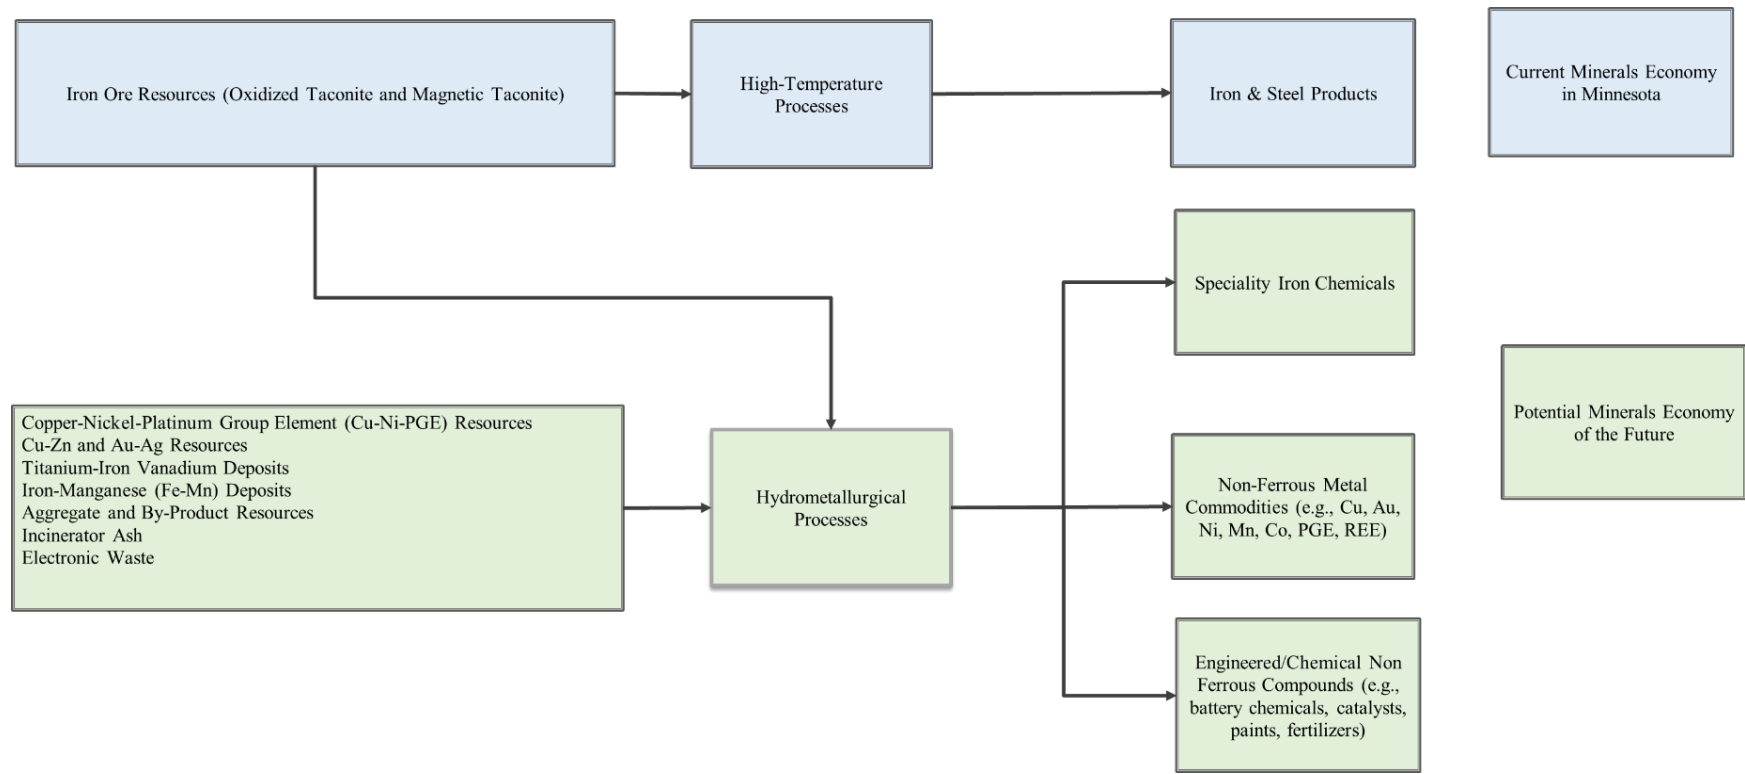 Iron Ore Resources (Oxidized Taconite and Magnetic Taconite)
High-Temperature
Processes
Iron & Steel Products
Current Minerals Economy
in Minnesota
Speciality Iron Chemicals
Copper-Nickel-Platinum Group Element (Cu-Ni-PGE) Resources
Cu-Zn and Au-Ag Resources
Titanium-Iron Vanadium Deposits
Iron-Manganese (Fe-Mn) Deposits
Aggregate and By-Product Resources
Incinerator Ash
Electronic Waste
Hydrometallurgical
Processes
Non-Ferrous Metal
Commodities (e.g., Cu, Au,
Ni, Mn, Co, PGE, REE)
Potential Minerals Economy
of the Future
Engineered/Chemical Non
Ferrous Compounds (e.g.,
battery chemicals, catalysts,
paints, fertilizers)